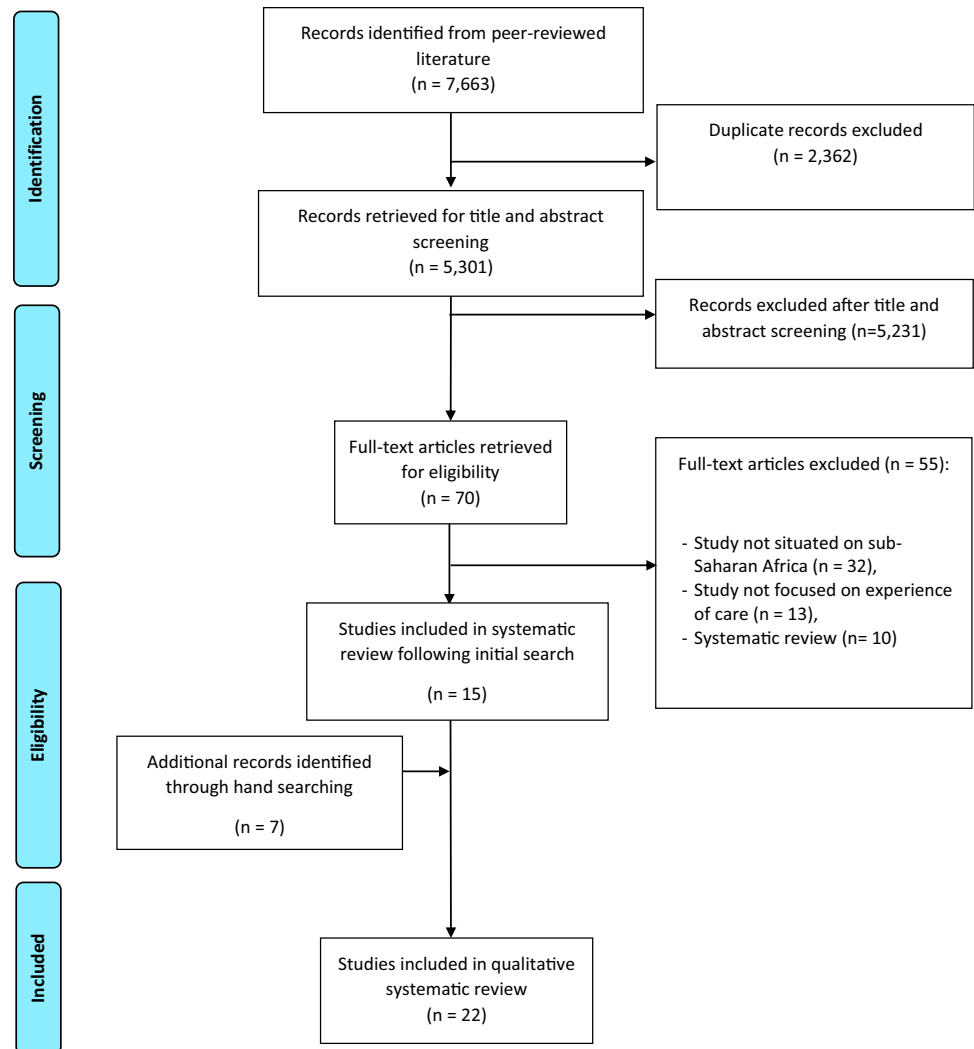 Records identified from peer-reviewed
literature
(n = 7,663)
Identification
Duplicate records excluded
(n = 2,362)
Records retrieved for title and abstract
screening
(n = 5,301)
Records excluded after title and
abstract screening (n=5,231)
Screening
Full-text articles retrieved
for eligibility
(n = 70)
Full-text articles excluded (n = 55):
- Study not situated on sub-
Saharan Africa (n = 32),
- Study not focused on experience
of care (n = 13),
- Systematic review (n= 10)
Studies included in systematic
review following initial search
(n = 15)
Eligibility
Additional records identified
through hand searching
(n = 7)
Included
Studies included in qualitative
systematic review
(n = 22)